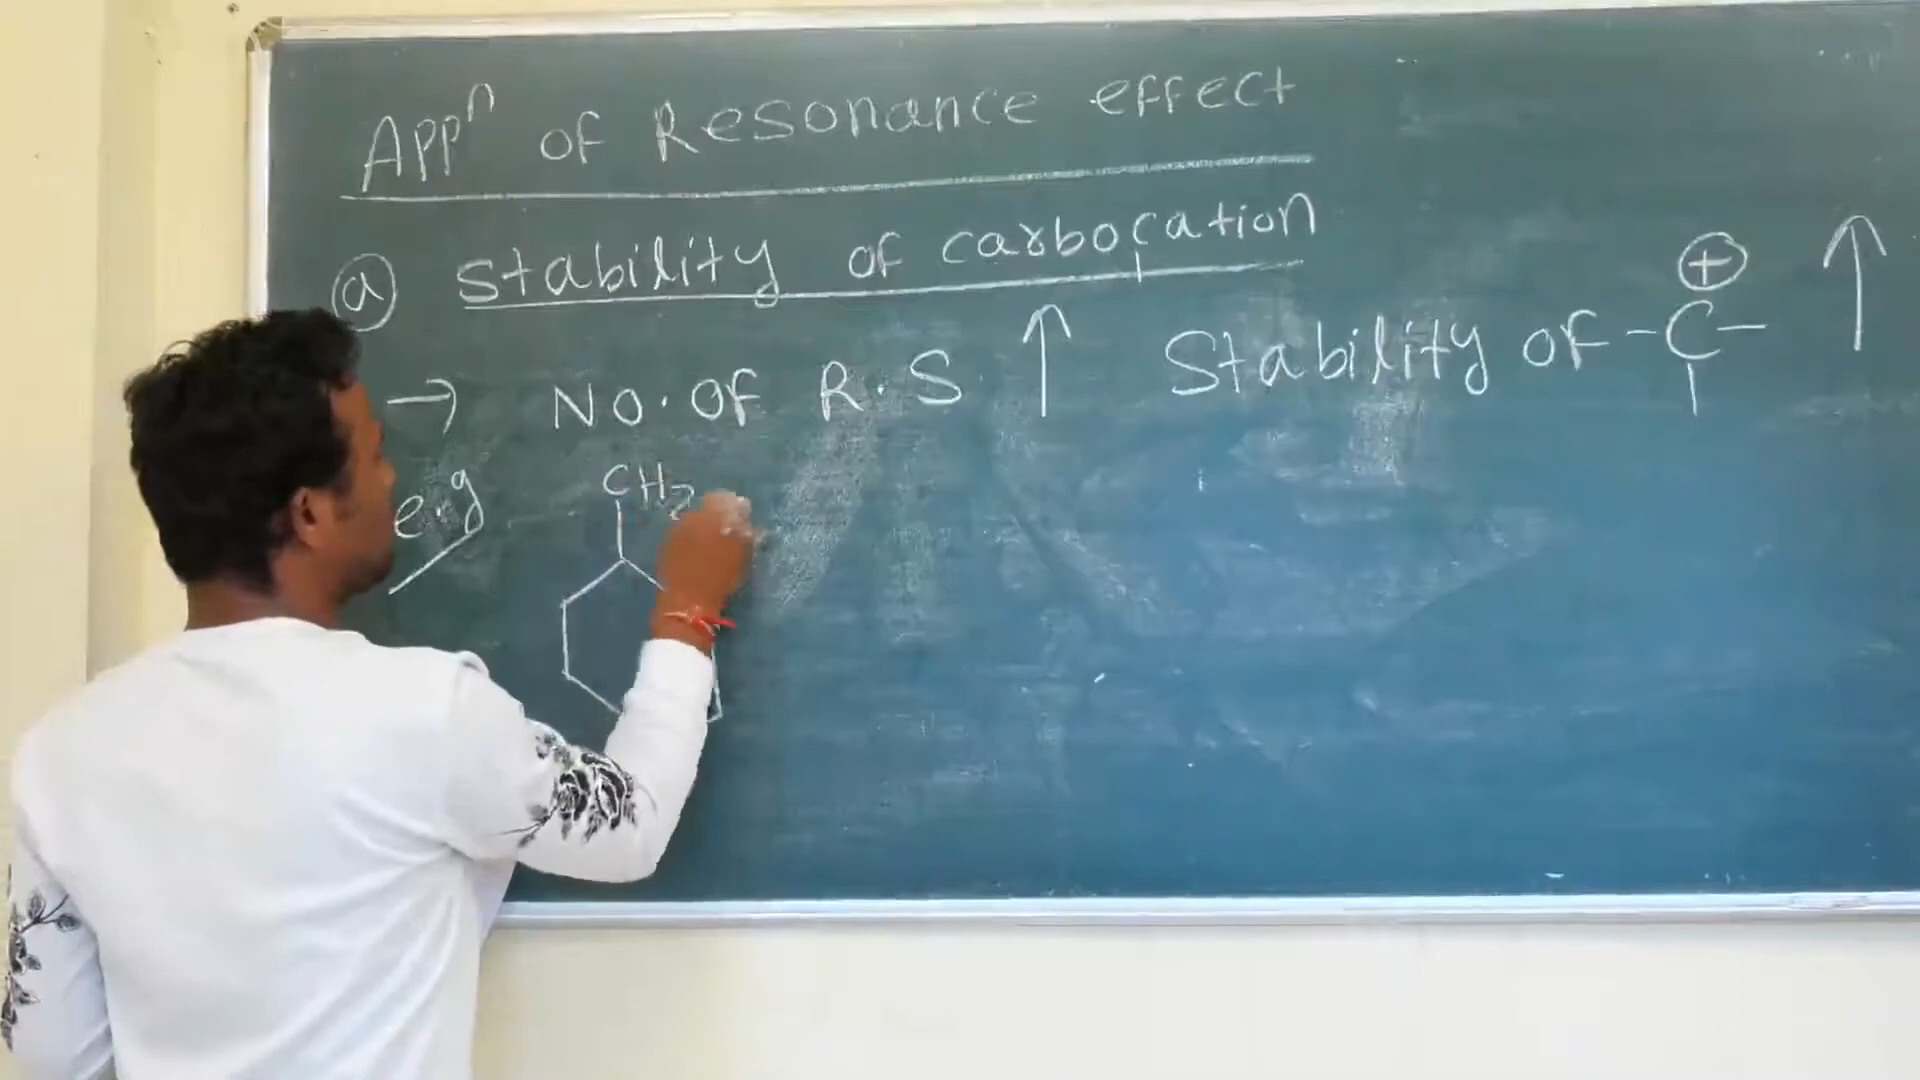 Appⁿ of Resonance effect
(a) Stability of carbocation
→ No. of R.S ↑ Stability of -C- ↑
⊕
e.g
CH2